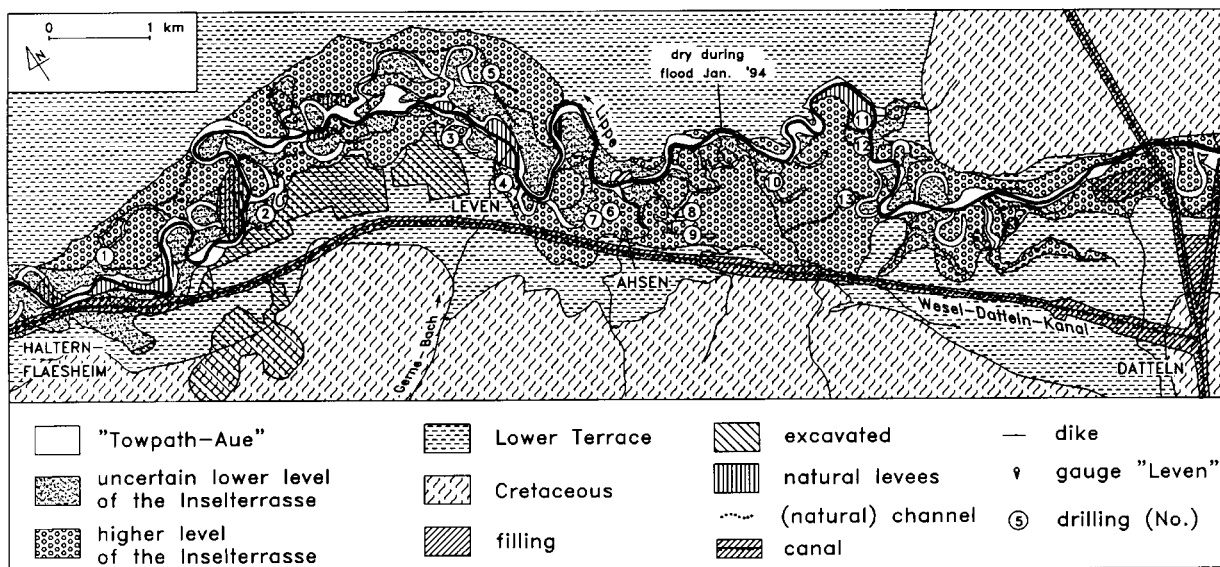 0 1 km
N
dry during
flood Jan. '94
Lippe
1
2
3
4
5
6
7
8
9
10
11
12
13
LEVEN
AHSEN
HALTERN-
FLAESHEIM
Gerne Bach
Wesel-Datteln-Kanal
DATTELN
"Towpath-Aue"
uncertain lower level
of the Inselterrasse
higher level
of the Inselterrasse
Lower Terrace
Cretaceous
filling
excavated
natural levees
(natural) channel
canal
dike
gauge "Leven"
5 drilling (No.)